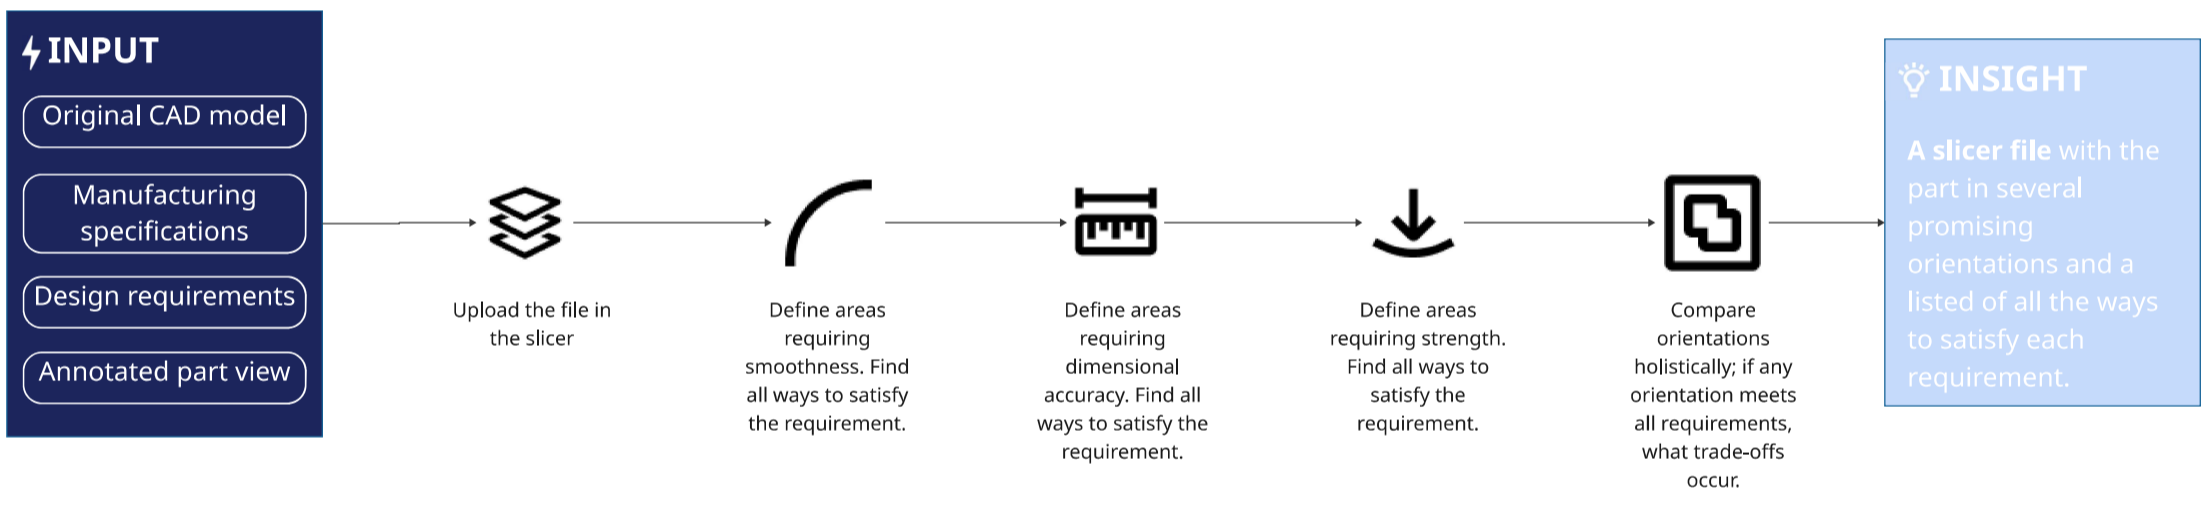 INPUT
Original CAD model
Manufacturing
specifications
Design requirements
Annotated part view
Upload the file in
the slicer
Define areas
requiring
smoothness. Find
all ways to satisfy
the requirement.
Define areas
requiring
dimensional
accuracy. Find all
ways to satisfy the
requirement.
Define areas
requiring strength.
Find all ways to
satisfy the
requirement.
Compare
orientations
holistically; if any
orientation meets
all requirements,
what trade-offs
occur.
INSIGHT
A slicer file with the
part in several
promising
orientations and a
listed of all the ways
to satisfy each
requirement.